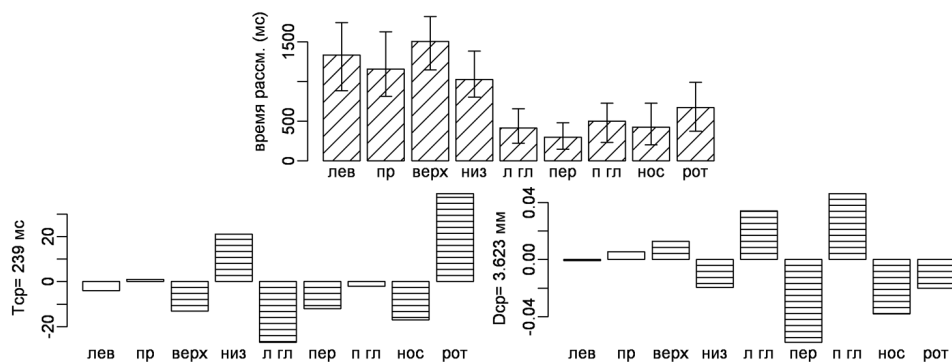 время рассм. (мс)
1500
500
0
лев пр верх низ л гл пер п гл нос рот
Tср= 239 мс
20
0
-20
лев пр верх низ л гл пер п гл нос рот
Dср= 3.623 мм
0.04
0.00
-0.04
лев пр верх низ л гл пер п гл нос рот